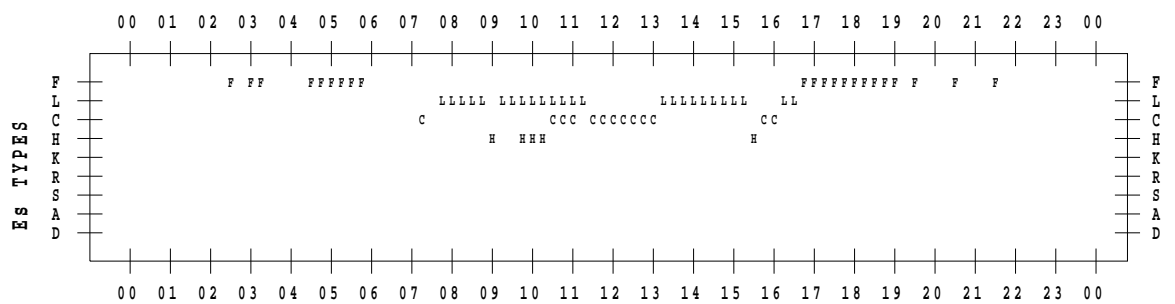 00 01 02 03 04 05 06 07 08 09 10 11 12 13 14 15 16 17 18 19 20 21 22 23 00
F F FF FFFFFF FFFFFFFFFF F F F F
L LLLLL LLLLLLLLL LLLLLLLLL LL L
C C CCC CCCCCCC CC C
H H HHH H H
K K
R R
S S
A A
D D
Es TYPES
00 01 02 03 04 05 06 07 08 09 10 11 12 13 14 15 16 17 18 19 20 21 22 23 00